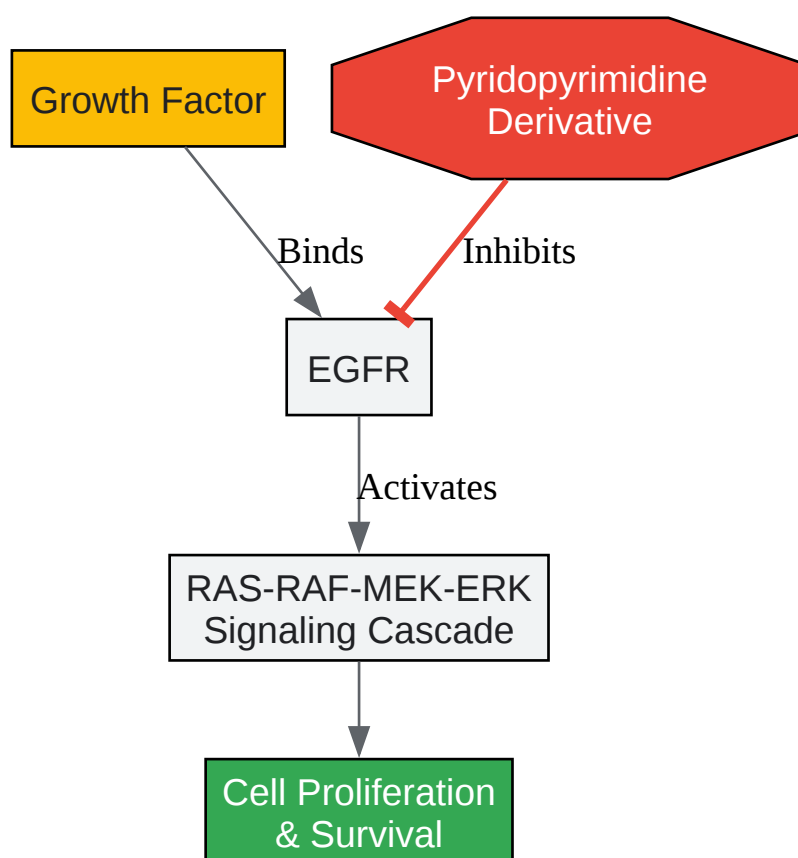 Growth Factor
Pyridopyrimidine
Derivative
Binds
Inhibits
EGFR
Activates
RAS-RAF-MEK-ERK
Signaling Cascade
Cell Proliferation
& Survival